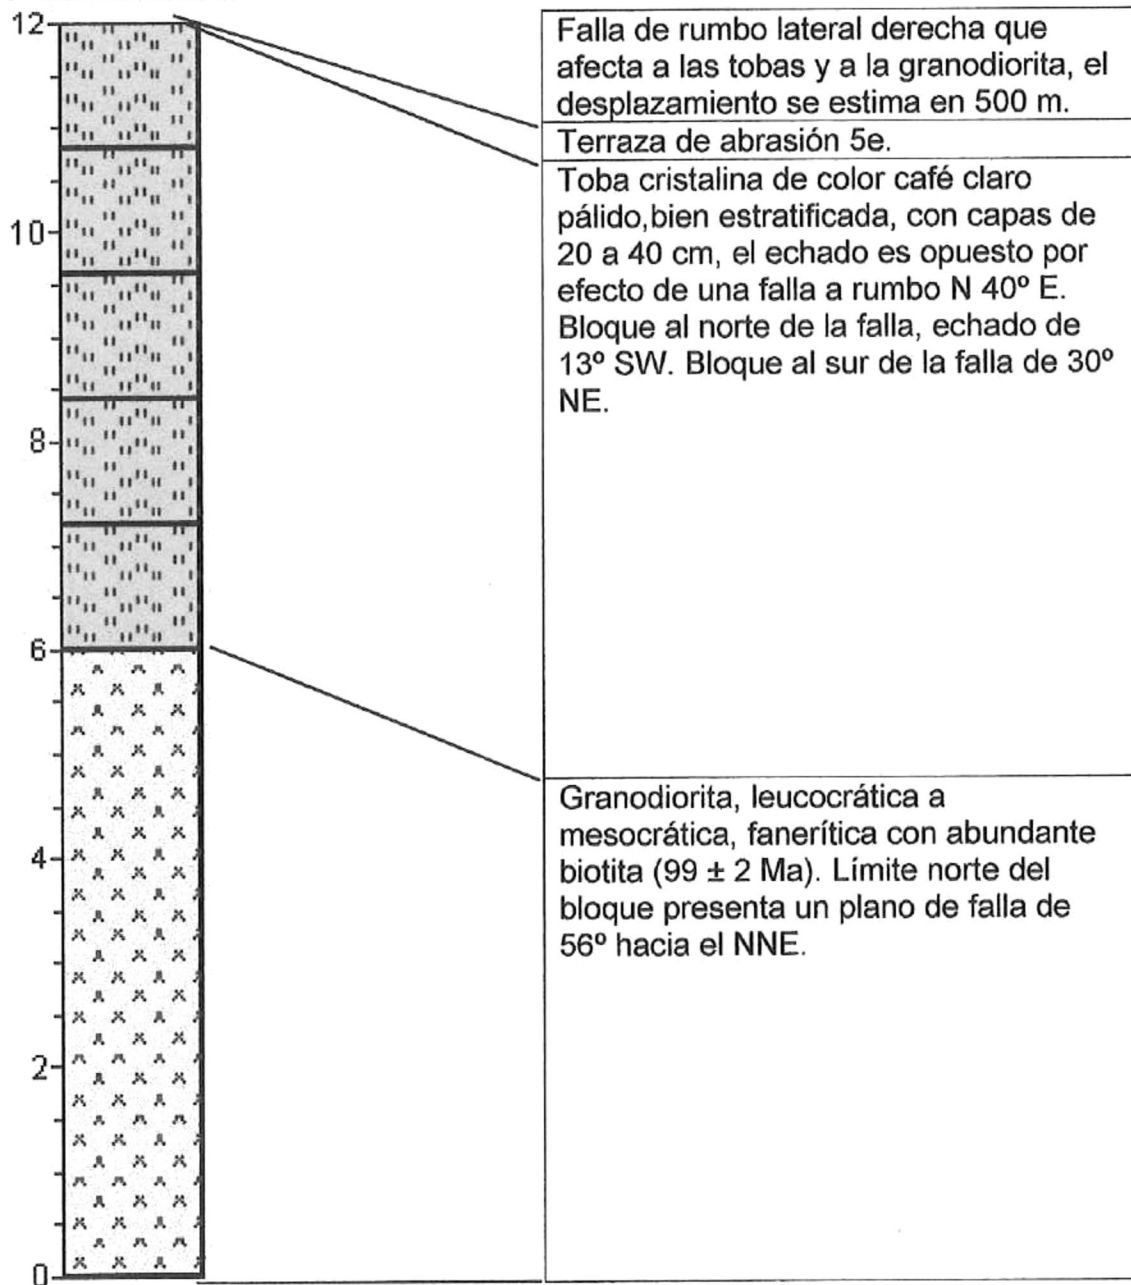 12
10
8
6
4
2
0
Falla de rumbo lateral derecha que
afecta a las tobas y a la granodiorita, el
desplazamiento se estima en 500 m.
Terraza de abrasión 5e.
Toba cristalina de color café claro
pálido,bien estratificada, con capas de
20 a 40 cm, el echado es opuesto por
efecto de una falla a rumbo N 40º E.
Bloque al norte de la falla, echado de
13º SW. Bloque al sur de la falla de 30º
NE.
Granodiorita, leucocrática a
mesocrática, fanerítica con abundante
biotita (99 ± 2 Ma). Límite norte del
bloque presenta un plano de falla de
56º hacia el NNE.